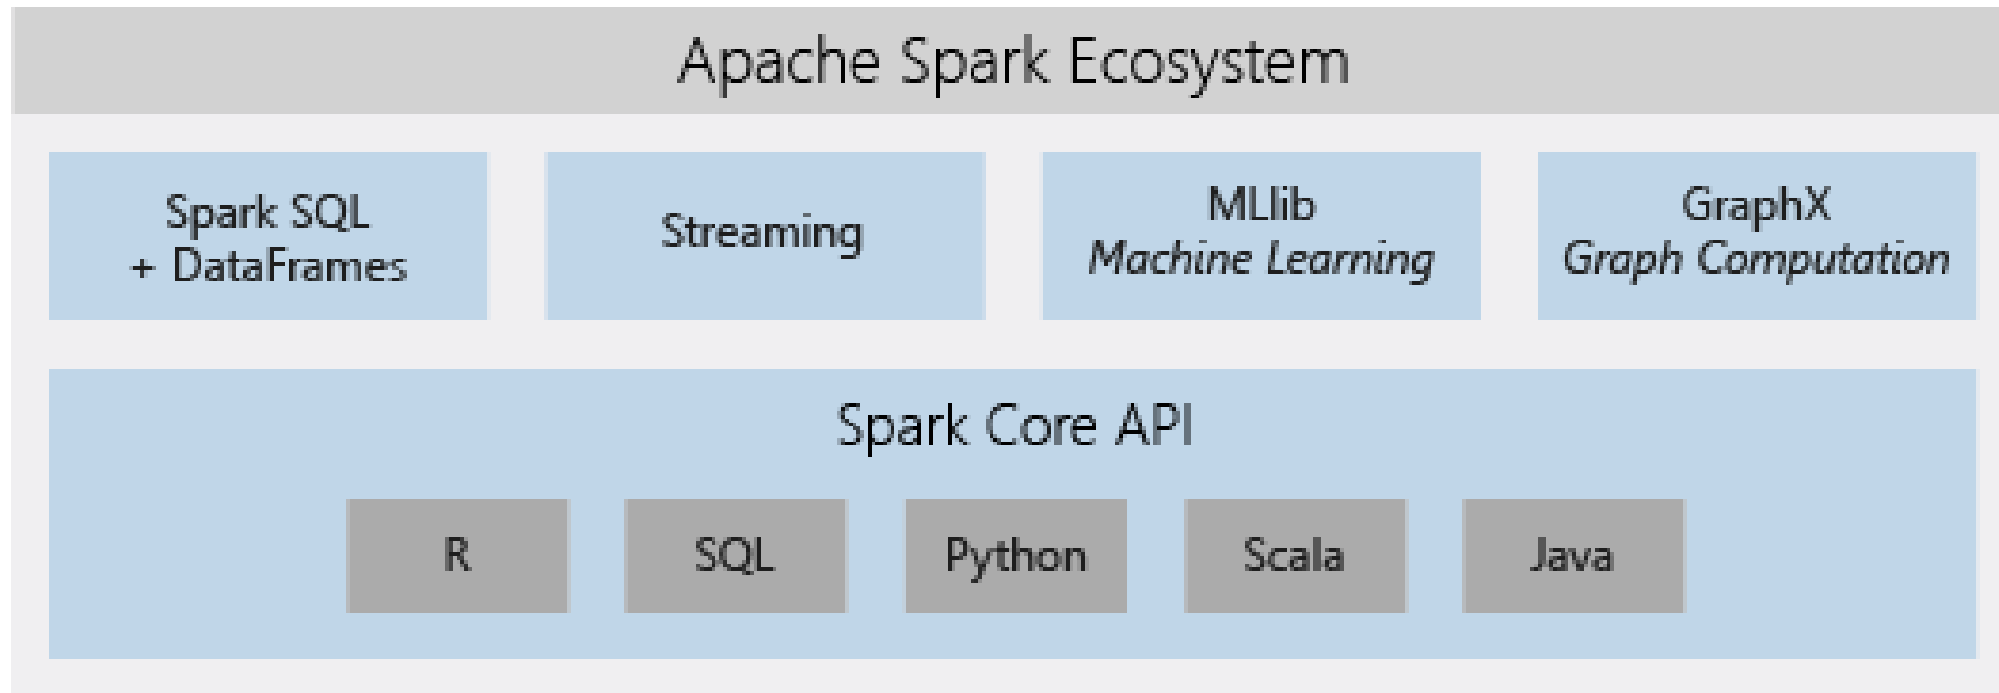 Apache Spark Ecosystem
Spark SQL
+ DataFrames
Streaming
MLlib
Machine Learning
GraphX
Graph Computation
Spark Core API
R
SQL
Python
Scala
Java